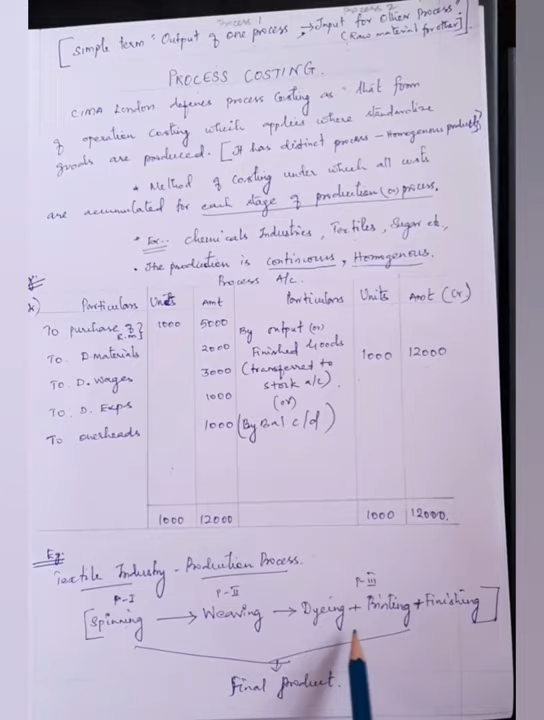 Process 1 Process 2
[Simple term "Output of one process → Input for Other Process".
(Raw material for other)]
PROCESS COSTING.
CIMA London defines process costing as "that form
of operation costing which applies where standardize
goods are produced. [It has distinct process - Homogenous products]
* Method of costing under which all costs
are accumulated for each stage of production (or) process.
* Ex:- Chemicals Industries, Textiles, Sugar etc,
• The production is continuous, Homogenous.
Process A/c.
Particulars Units Amt Particulars Units Amt (Cr)
To purchase of R.m} 1000 5000 By output (or)
To. D. Materials 2000 Finished Goods 1000 12000
To D. Wages 3000 (transferred to
stock a/c).
To. D. Exps 1000 (or)
To overheads 1000 (By Bal c/d)
1000 12000 1000 12000.
Eg:
Textile Industry - Production Process.
P-I P-II P-III
[Spinning → Weaving → Dyeing + Printing + Finishing]
Final product.